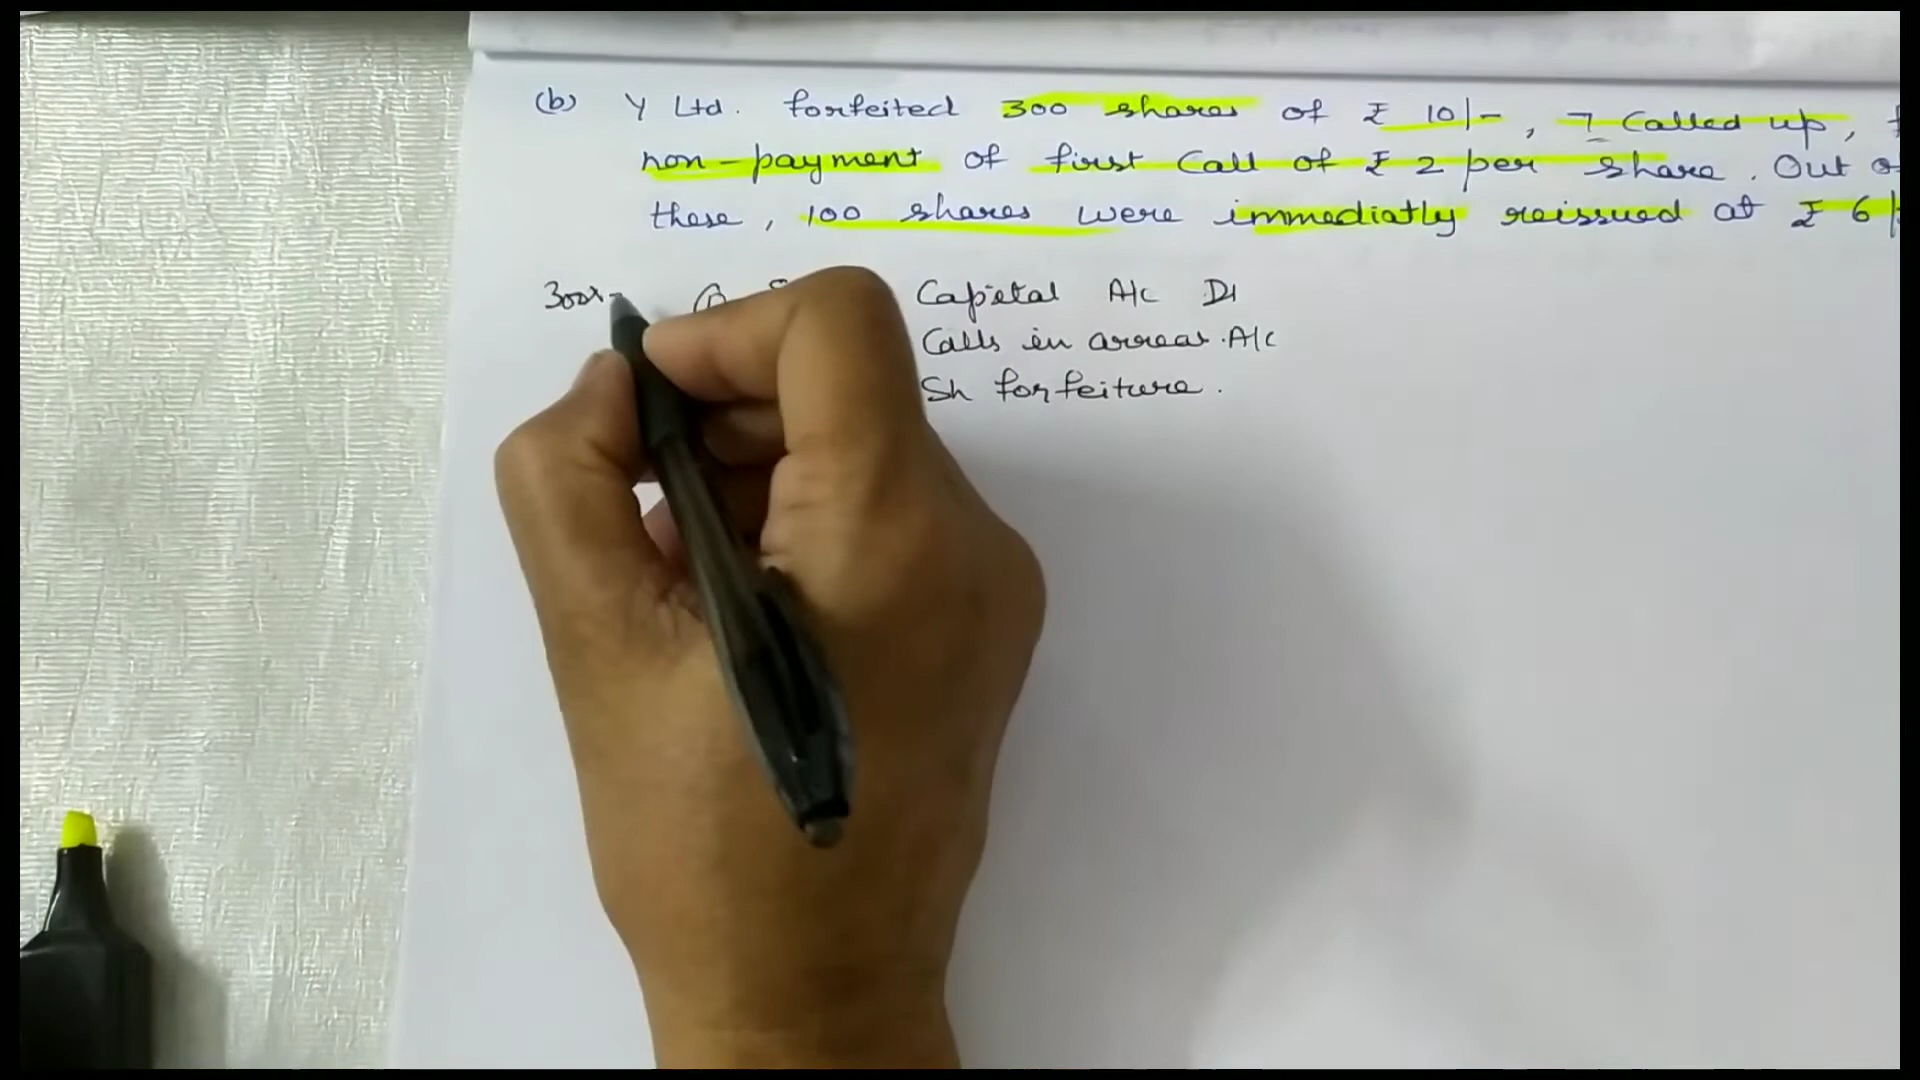 (b) Y Ltd. forfeited 300 shares of ₹ 10/-, 7 Called up,
non-payment of first Call of ₹ 2 per share. Out
these, 100 shares were immediatly reissued at ₹ 6/
300x Capital A/c Dr
Calls in arrear. A/c
Sh forfeiture.